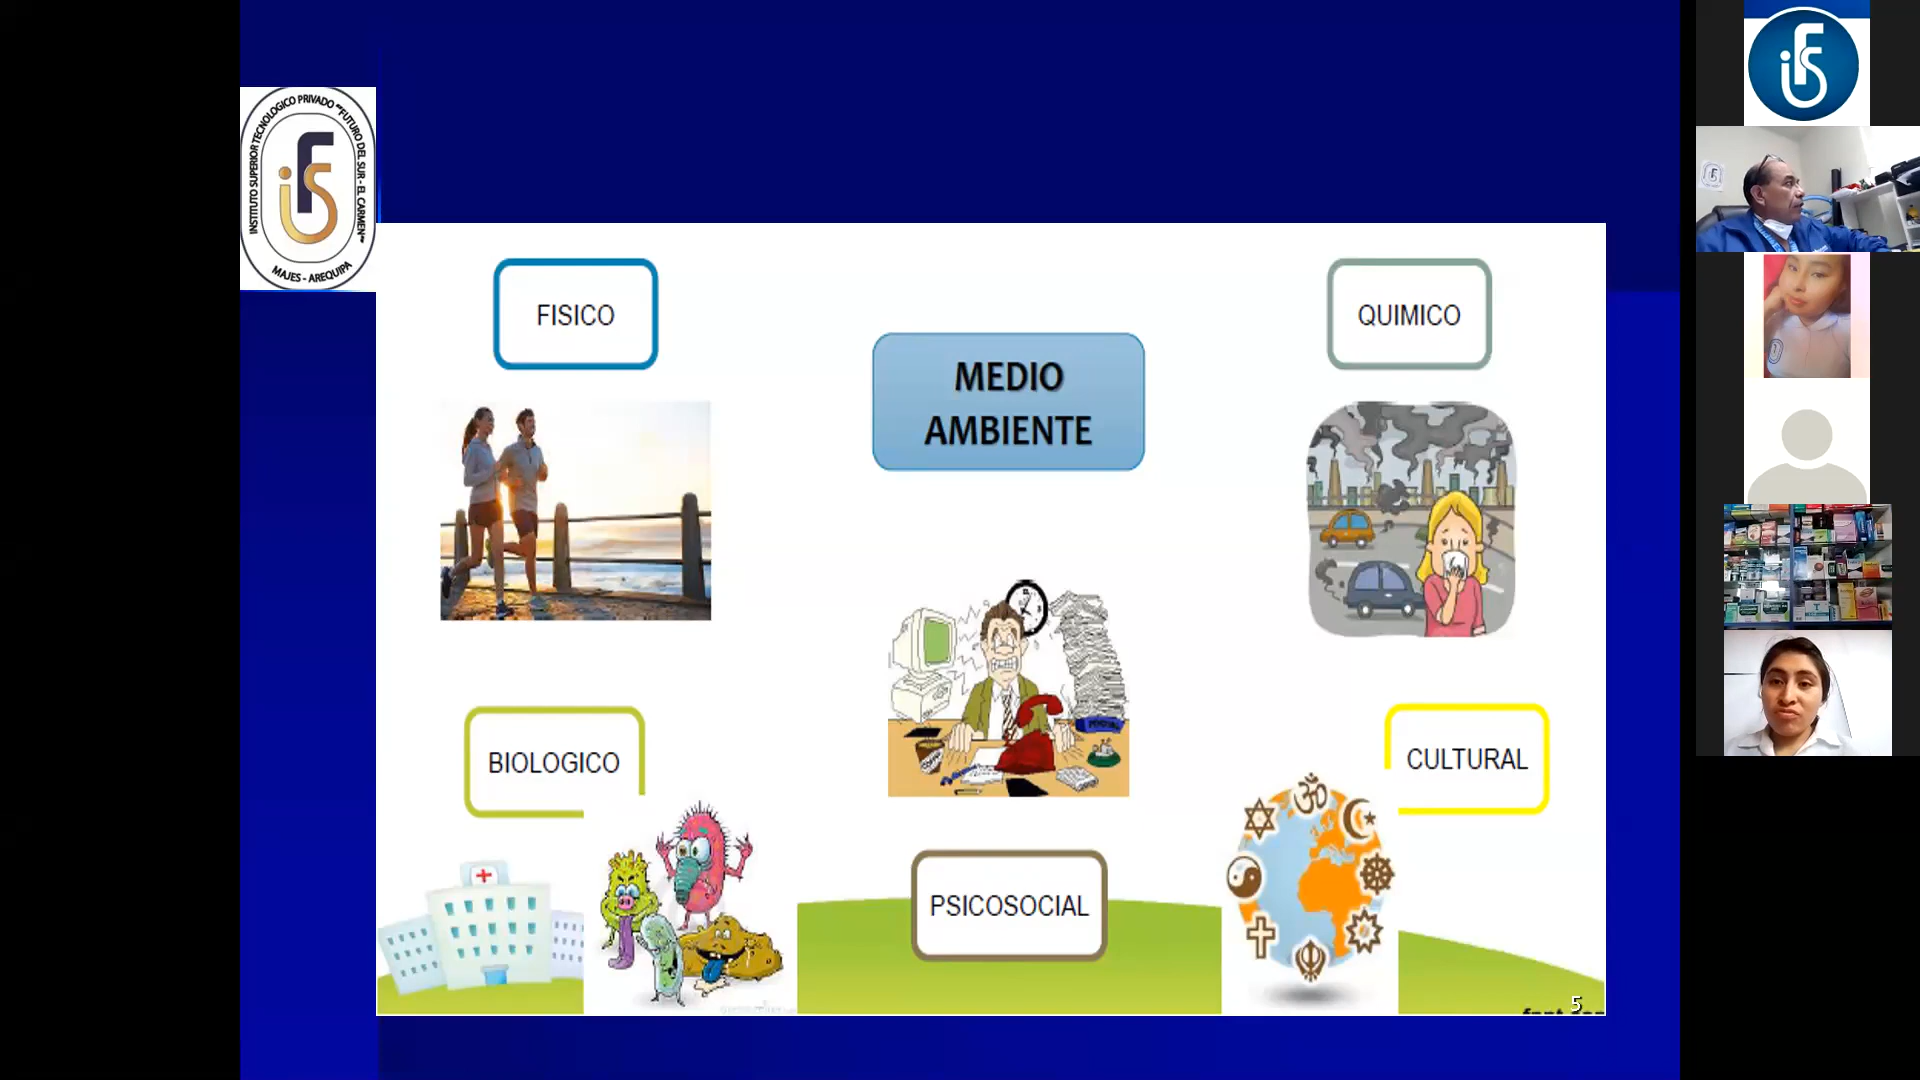 INSTITUTO SUPERIOR TECNOLOGICO PRIVADO "FUTURO DEL SUR - EL CARMEN"
MAJES - AREQUIPA
FISICO
QUIMICO
MEDIO
AMBIENTE
BIOLOGICO
CULTURAL
PSICOSOCIAL
5